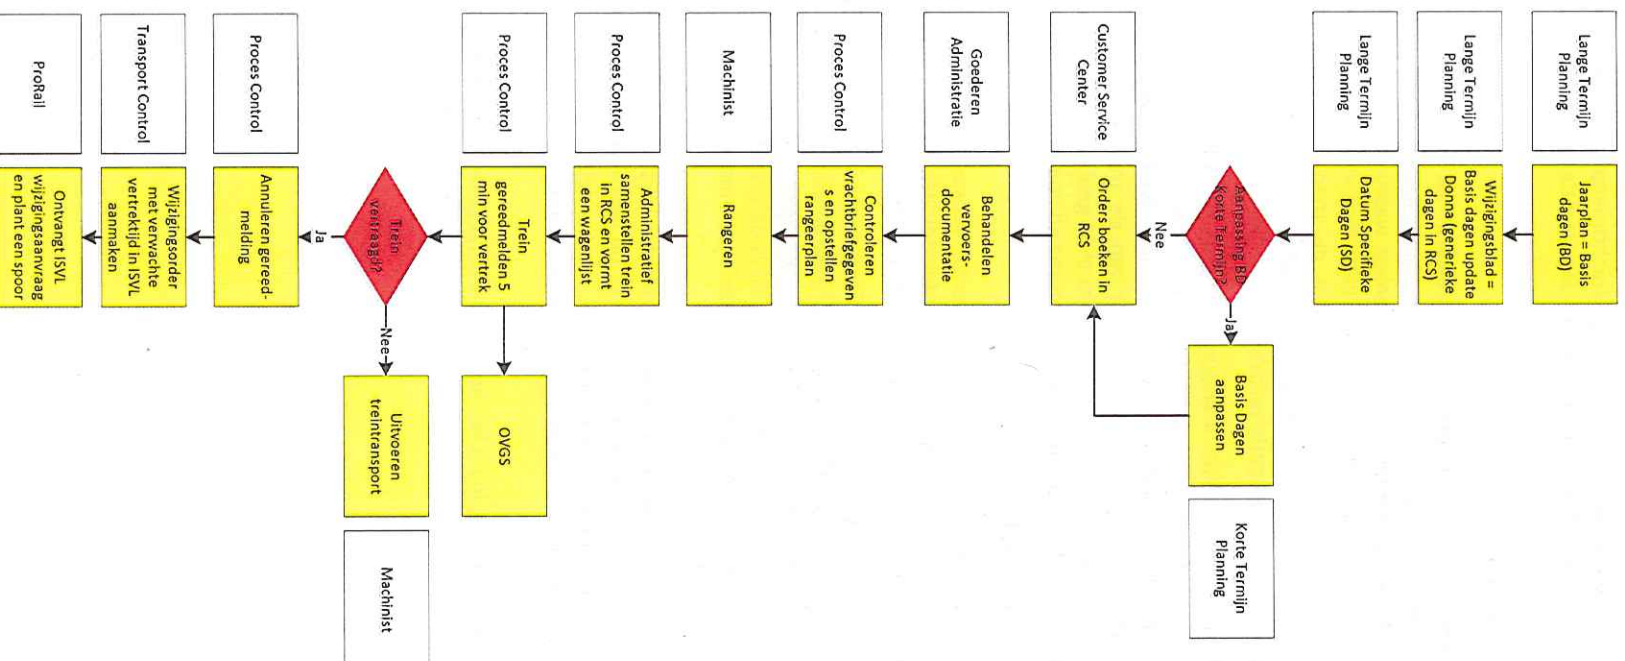 Lange Termijn
Planning
Jaarplan = Basis
dagen (BD)
Lange Termijn
Planning
Wijzigingsblad =
Basis dagen update
Donna (generieke
dagen in RCS)
Lange Termijn
Planning
Datum Specifieke
Dagen (SD)
Aanpassing BD
Korte Termijn?
Ja
Basis Dagen
aanpassen
Korte Termijn
Planning
Nee
Customer Service
Center
Orders boeken in
RCS
Goederen
Administratie
Behandelen
vervoers-
documentatie
Proces Control
Controleren
vrachtbriefgegeven
s en opstellen
rangeerplan
Machinist
Rangeren
Proces Control
Administratief
samenstellen trein
in RCS en vormt
een wagenlijst
Proces Control
Trein
gereedmelden 5
min voor vertrek
OVGS
Trein
vertraagd?
Nee
Uitvoeren
treintransport
Machinist
Ja
Proces Control
Annuleren gereed-
melding
Transport Control
Wijzigingsorder
met verwachte
vertrektijd in ISVL
aanmaken
ProRail
Ontvangt ISVL
wijzigingsaanvraag
en plant een spoor